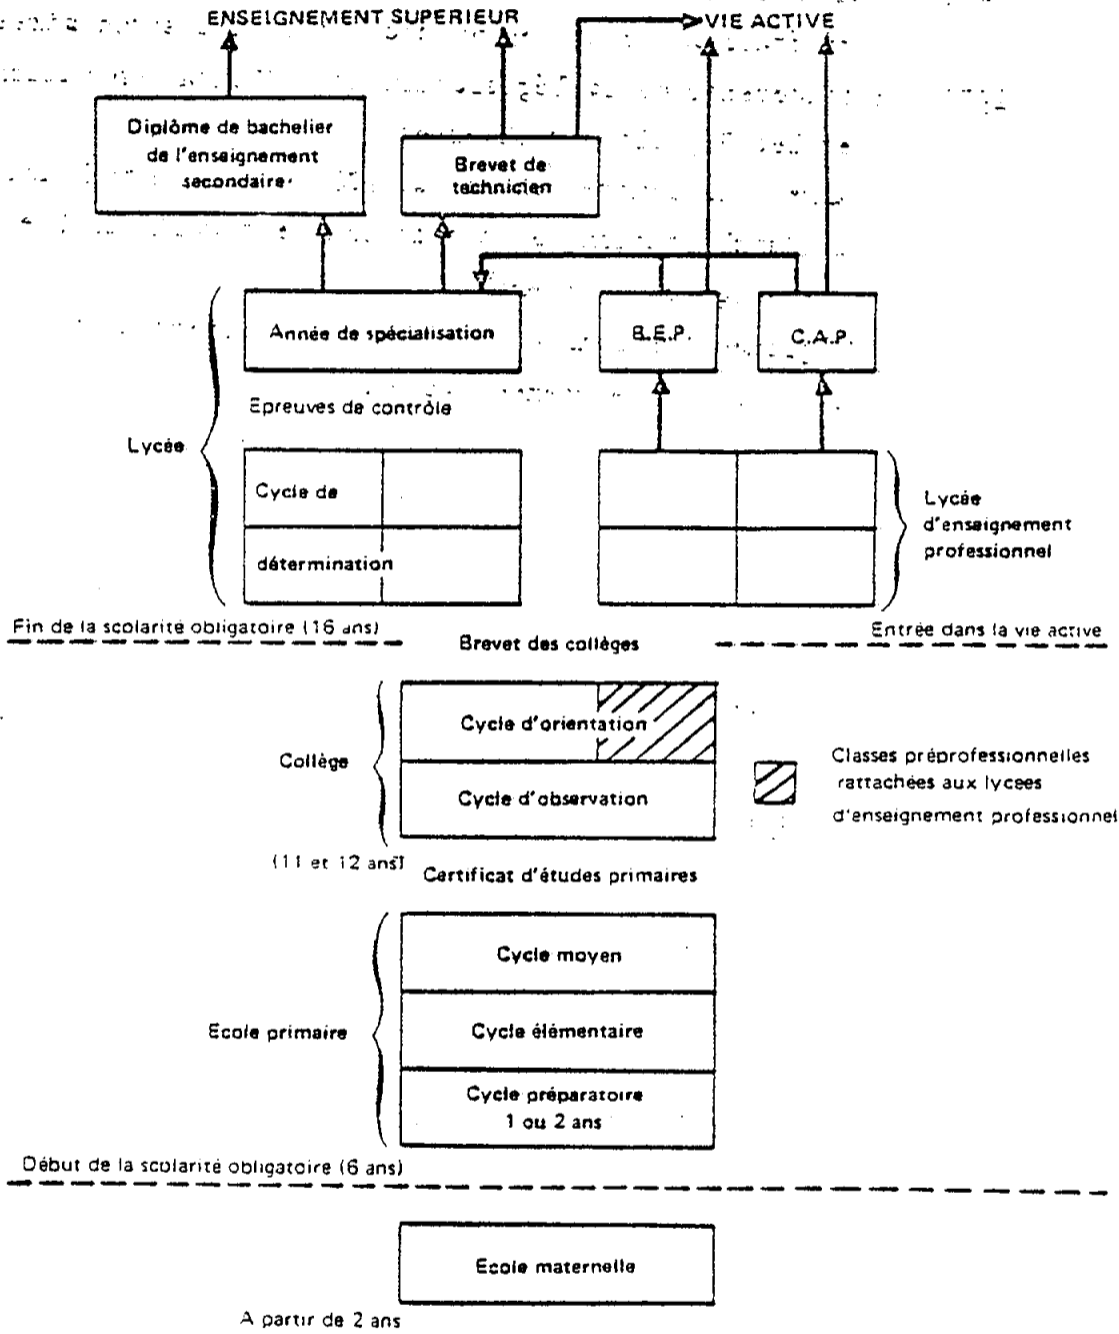 ENSEIGNEMENT SUPERIEUR
VIE ACTIVE
Diplôme de bachelier
de l'enseignement
secondaire
Brevet de
technicien
Année de spécialisation
B.E.P.
C.A.P.
Epreuves de contrôle
Lycée
Cycle de
détermination
Lycée
d'enseignement
professionnel
Fin de la scolarité obligatoire (16 ans)
Brevet des collèges
Entrée dans la vie active
Cycle d'orientation
Collège
Cycle d'observation
Classes préprofessionnelles
rattachées aux lycees
d'enseignement professionnel
(11 et 12 ans)
Certificat d'études primaires
Cycle moyen
Ecole primaire
Cycle élémentaire
Cycle préparatoire
1 ou 2 ans
Début de la scolarité obligatoire (6 ans)
Ecole maternelle
A partir de 2 ans